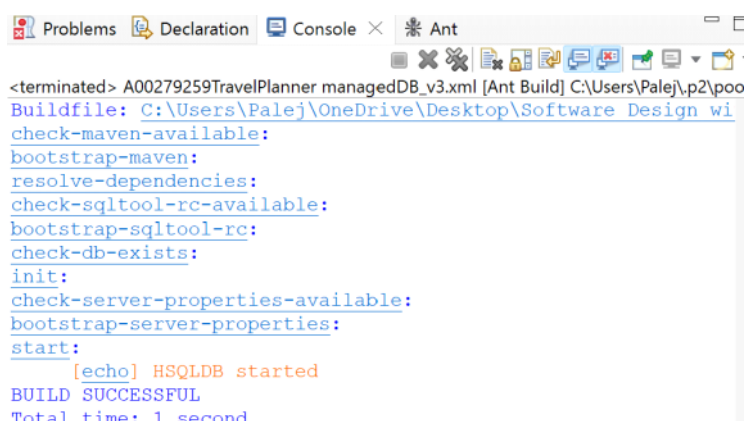 Problems Declaration Console Ant
<terminated> A00279259TravelPlanner managedDB_v3.xml [Ant Build] C:\Users\Palej\.p2\poo
Buildfile: C:\Users\Palej\OneDrive\Desktop\Software Design wi
check-maven-available:
bootstrap-maven:
resolve-dependencies:
check-sqltool-rc-available:
bootstrap-sqltool-rc:
check-db-exists:
init:
check-server-properties-available:
bootstrap-server-properties:
start:
[echo] HSQLDB started
BUILD SUCCESSFUL
Total time: 1 second